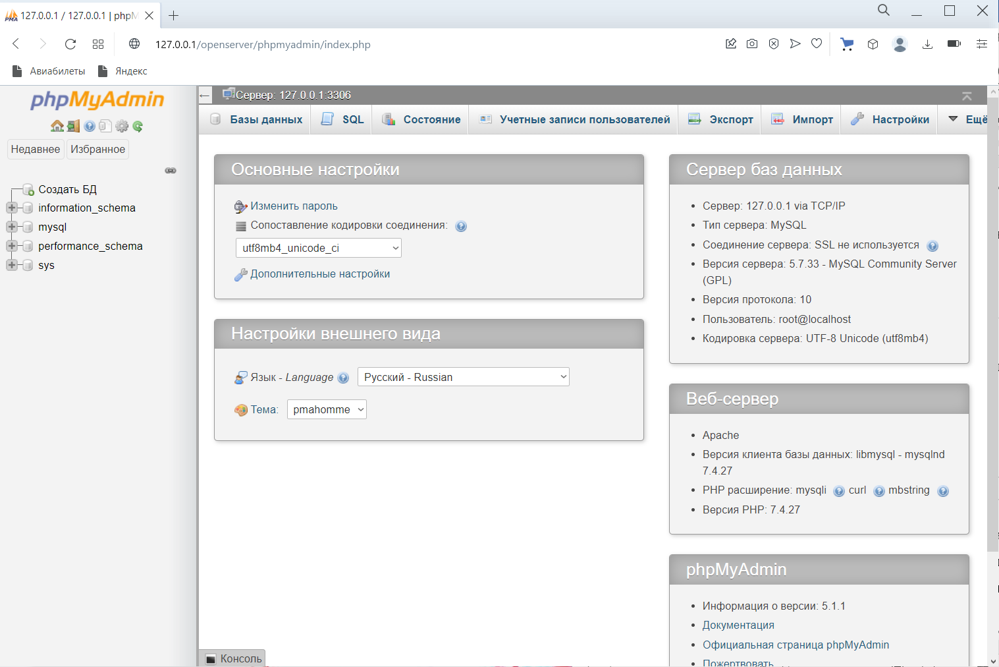 127.0.0.1 / 127.0.0.1 | phpM
127.0.0.1/openserver/phpmyadmin/index.php
Авиабилеты
Яндекс
phpMyAdmin
Недавнее
Избранное
Создать БД
information_schema
mysql
performance_schema
sys
Сервер: 127.0.0.1:3306
Базы данных
SQL
Состояние
Учетные записи пользователей
Экспорт
Импорт
Настройки
Ещё
Основные настройки
Изменить пароль
Сопоставление кодировки соединения:
utf8mb4_unicode_ci
Дополнительные настройки
Настройки внешнего вида
Язык - Language
Русский - Russian
Тема:
pmahomme
Сервер баз данных
Сервер: 127.0.0.1 via TCP/IP
Тип сервера: MySQL
Соединение сервера: SSL не используется
Версия сервера: 5.7.33 - MySQL Community Server
(GPL)
Версия протокола: 10
Пользователь: root@localhost
Кодировка сервера: UTF-8 Unicode (utf8mb4)
Веб-сервер
Apache
Версия клиента базы данных: libmysql - mysqlnd
7.4.27
PHP расширение: mysqli curl mbstring
Версия PHP: 7.4.27
phpMyAdmin
Информация о версии: 5.1.1
Документация
Официальная страница phpMyAdmin
Пожертвовать
Консоль